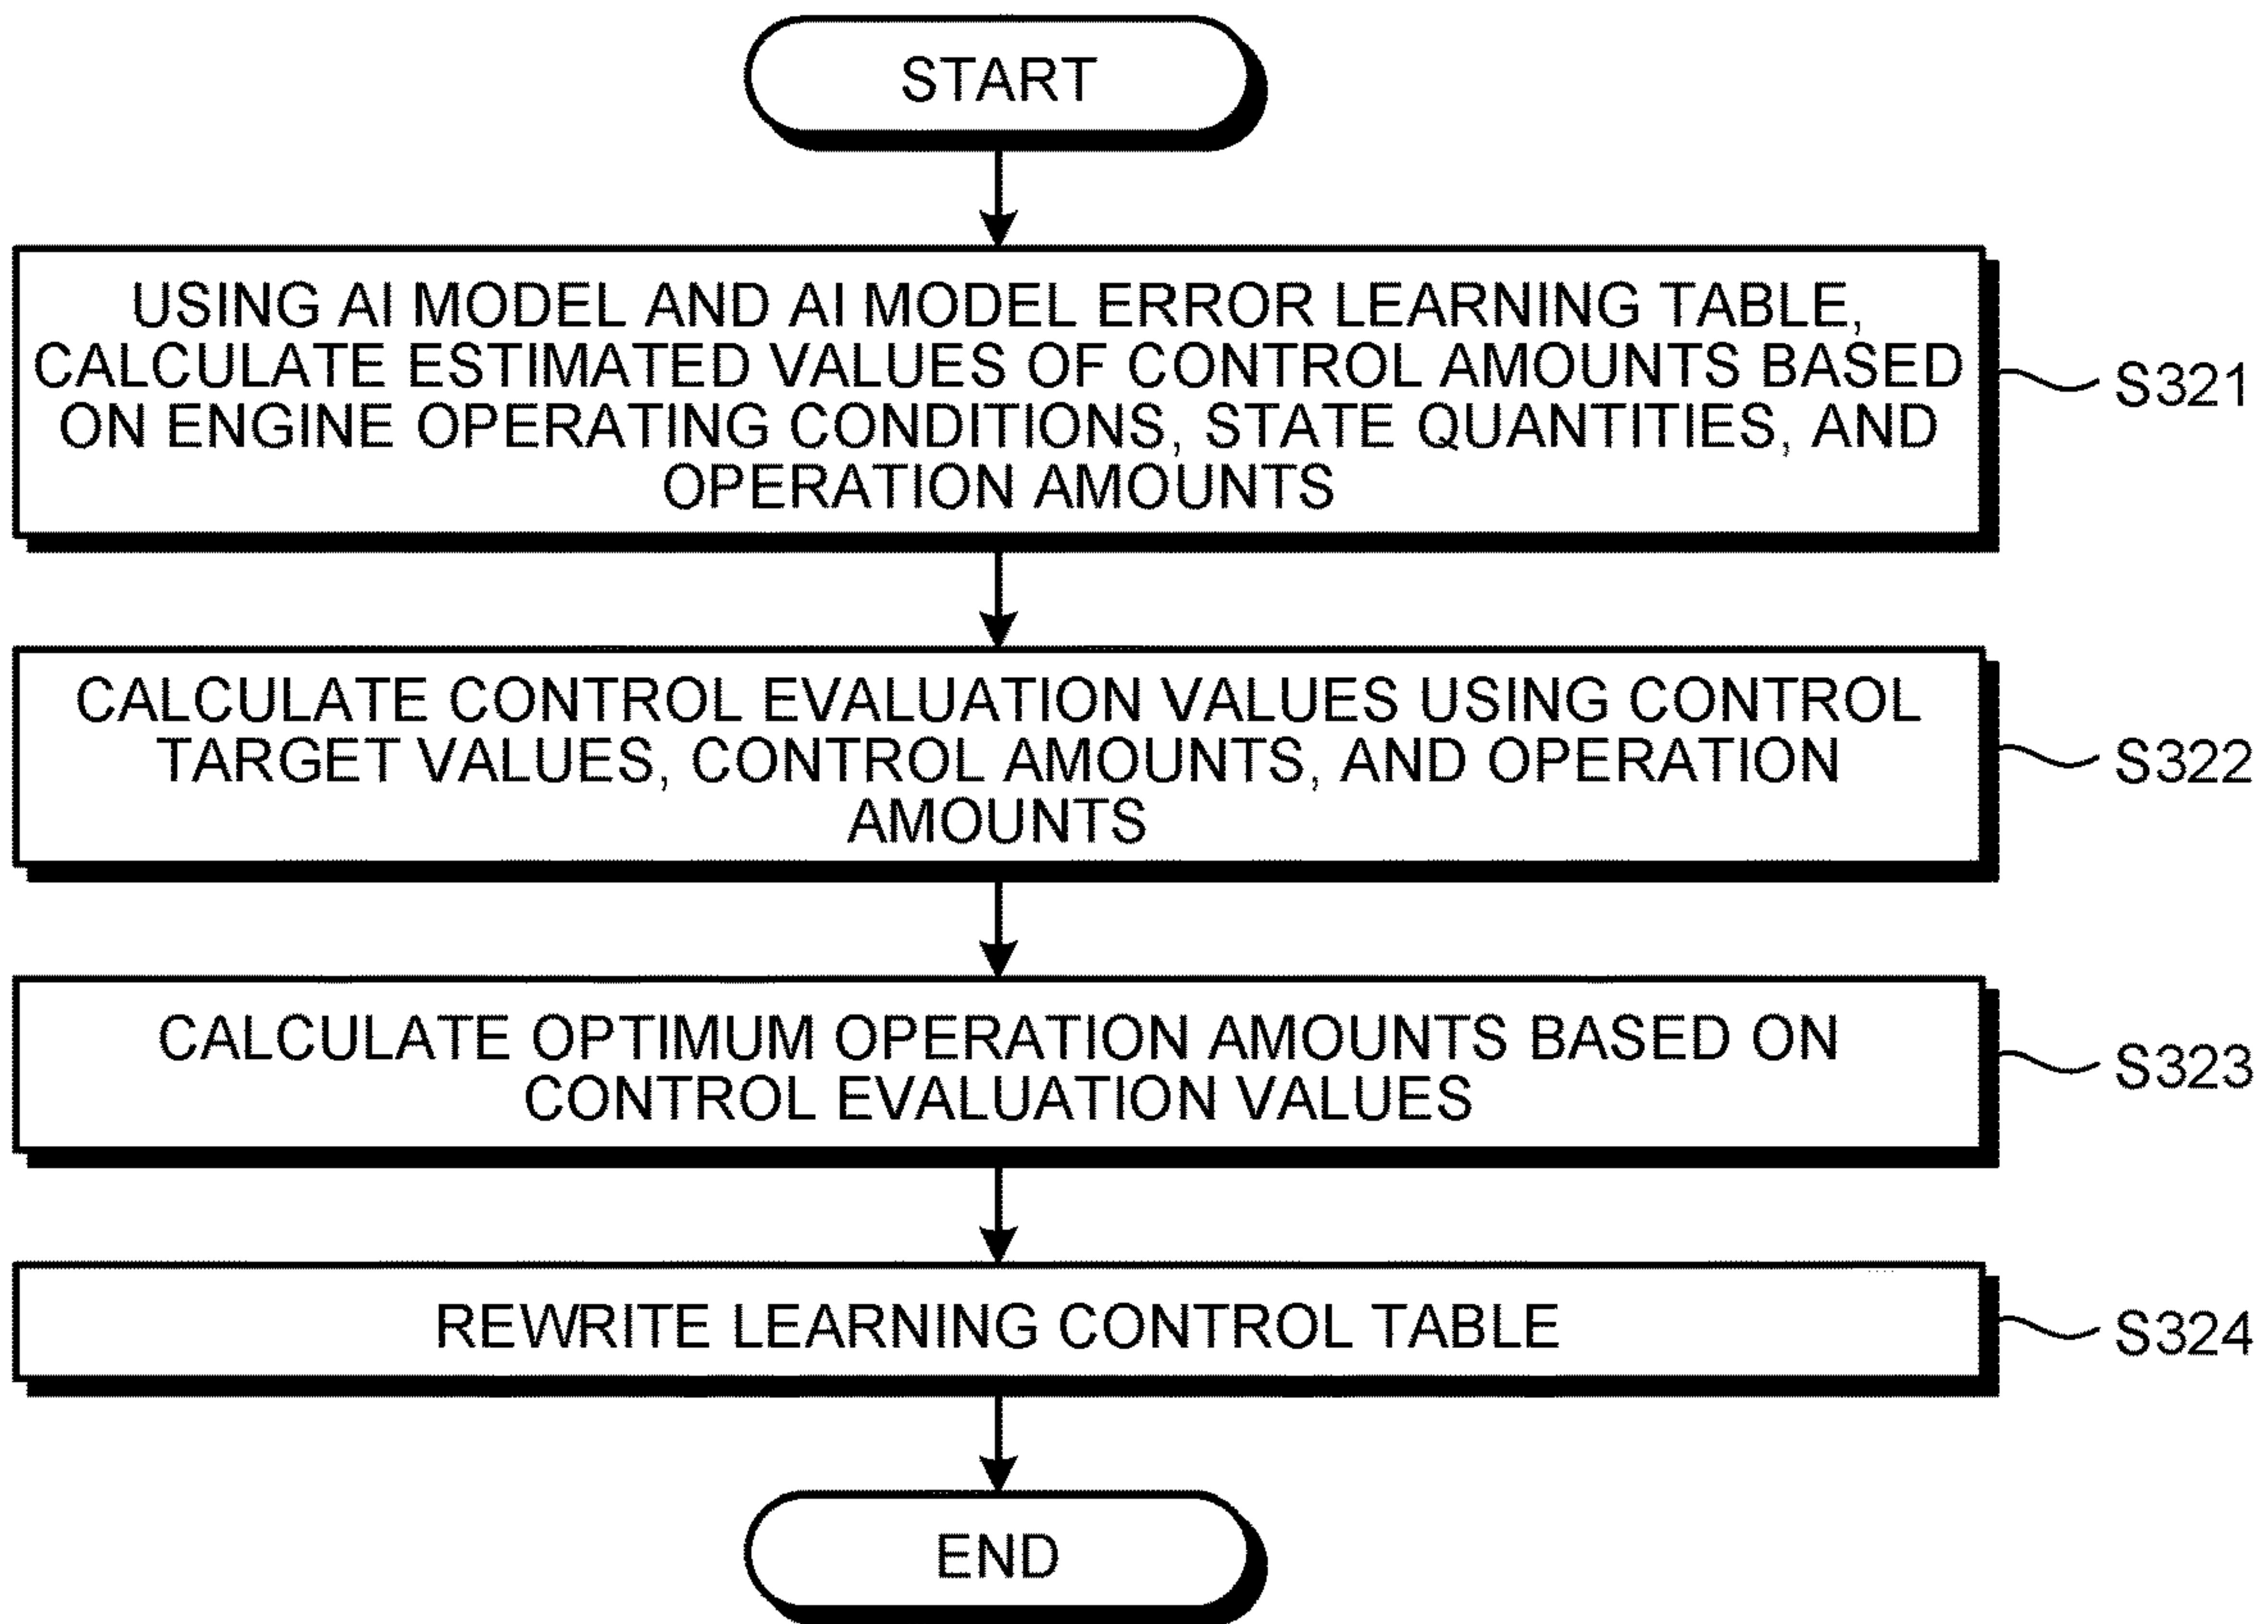 START
USING AI MODEL AND AI MODEL ERROR LEARNING TABLE,
CALCULATE ESTIMATED VALUES OF CONTROL AMOUNTS BASED
ON ENGINE OPERATING CONDITIONS, STATE QUANTITIES, AND
OPERATION AMOUNTS
S321
CALCULATE CONTROL EVALUATION VALUES USING CONTROL
TARGET VALUES, CONTROL AMOUNTS, AND OPERATION
AMOUNTS
S322
CALCULATE OPTIMUM OPERATION AMOUNTS BASED ON
CONTROL EVALUATION VALUES
S323
REWRITE LEARNING CONTROL TABLE
S324
END